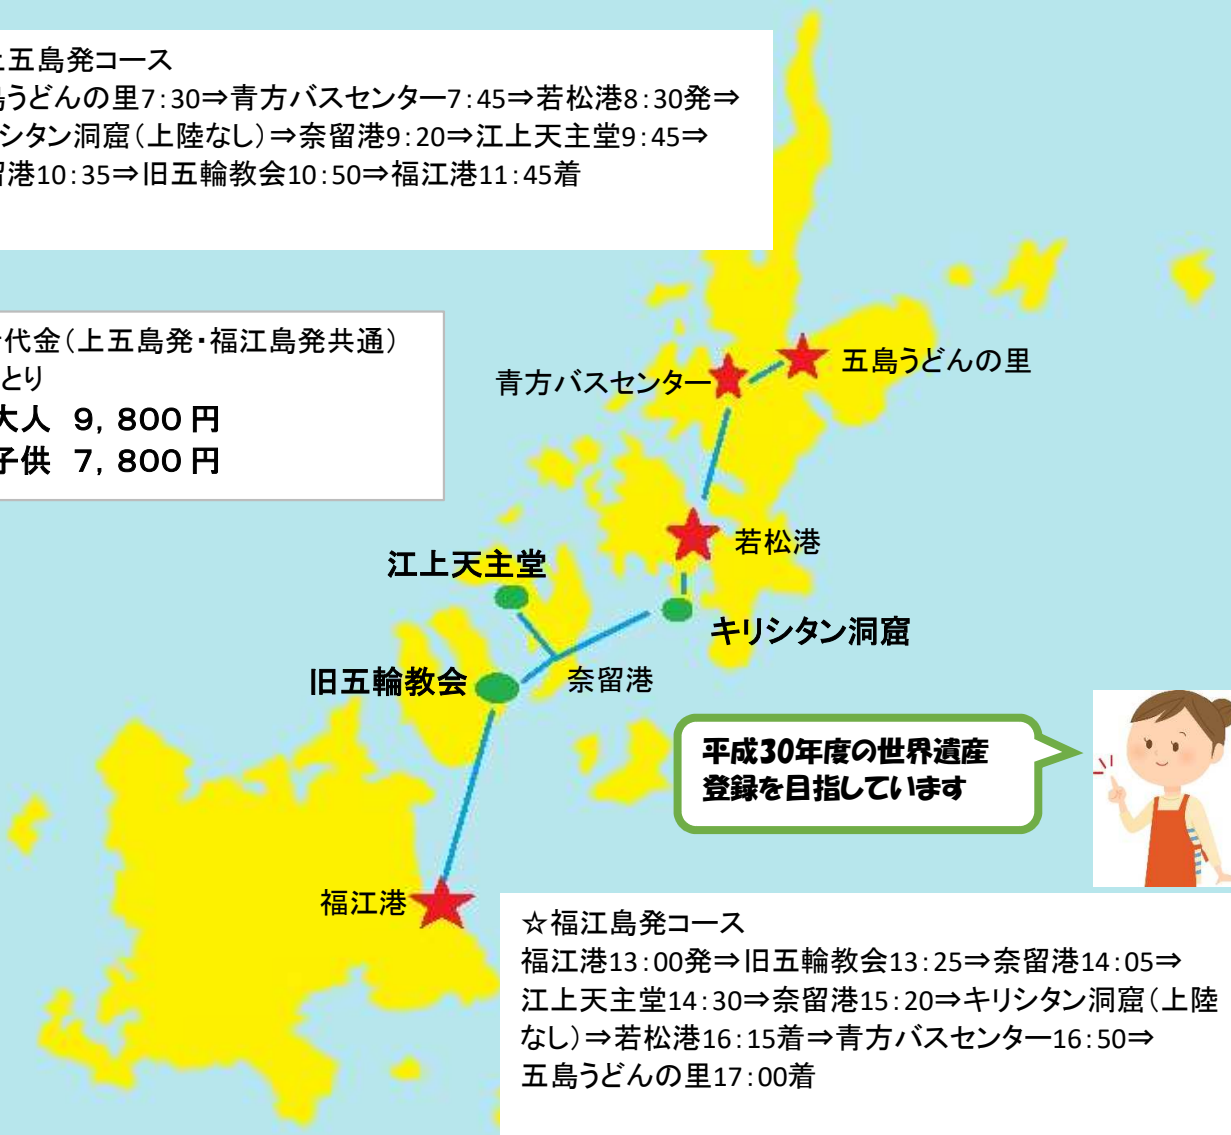 上五島発コース
うどんの里7:30⇒青方バスセンター7:45⇒若松港8:30発⇒
シタン洞窟(上陸なし)⇒奈留港9:20⇒江上天主堂9:45⇒
港10:35⇒旧五輪教会10:50⇒福江港11:45着
代金(上五島発・福江島発共通)
とり
大人 9,800円
子供 7,800円
青方バスセンター
五島うどんの里
若松港
江上天主堂
キリシタン洞窟
旧五輪教会
奈留港
平成30年度の世界遺産
登録を目指しています
福江港
☆福江島発コース
福江港13:00発⇒旧五輪教会13:25⇒奈留港14:05⇒
江上天主堂14:30⇒奈留港15:20⇒キリシタン洞窟(上陸
なし)⇒若松港16:15着⇒青方バスセンター16:50⇒
五島うどんの里17:00着